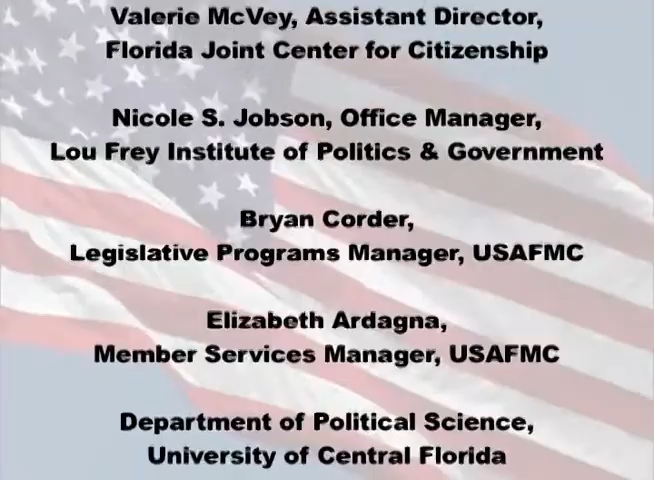 Valerie McVey, Assistant Director,
Florida Joint Center for Citizenship
Nicole S. Jobson, Office Manager,
Lou Frey Institute of Politics & Government
Bryan Corder,
Legislative Programs Manager, USAFMC
Elizabeth Ardagna,
Member Services Manager, USAFMC
Department of Political Science,
University of Central Florida